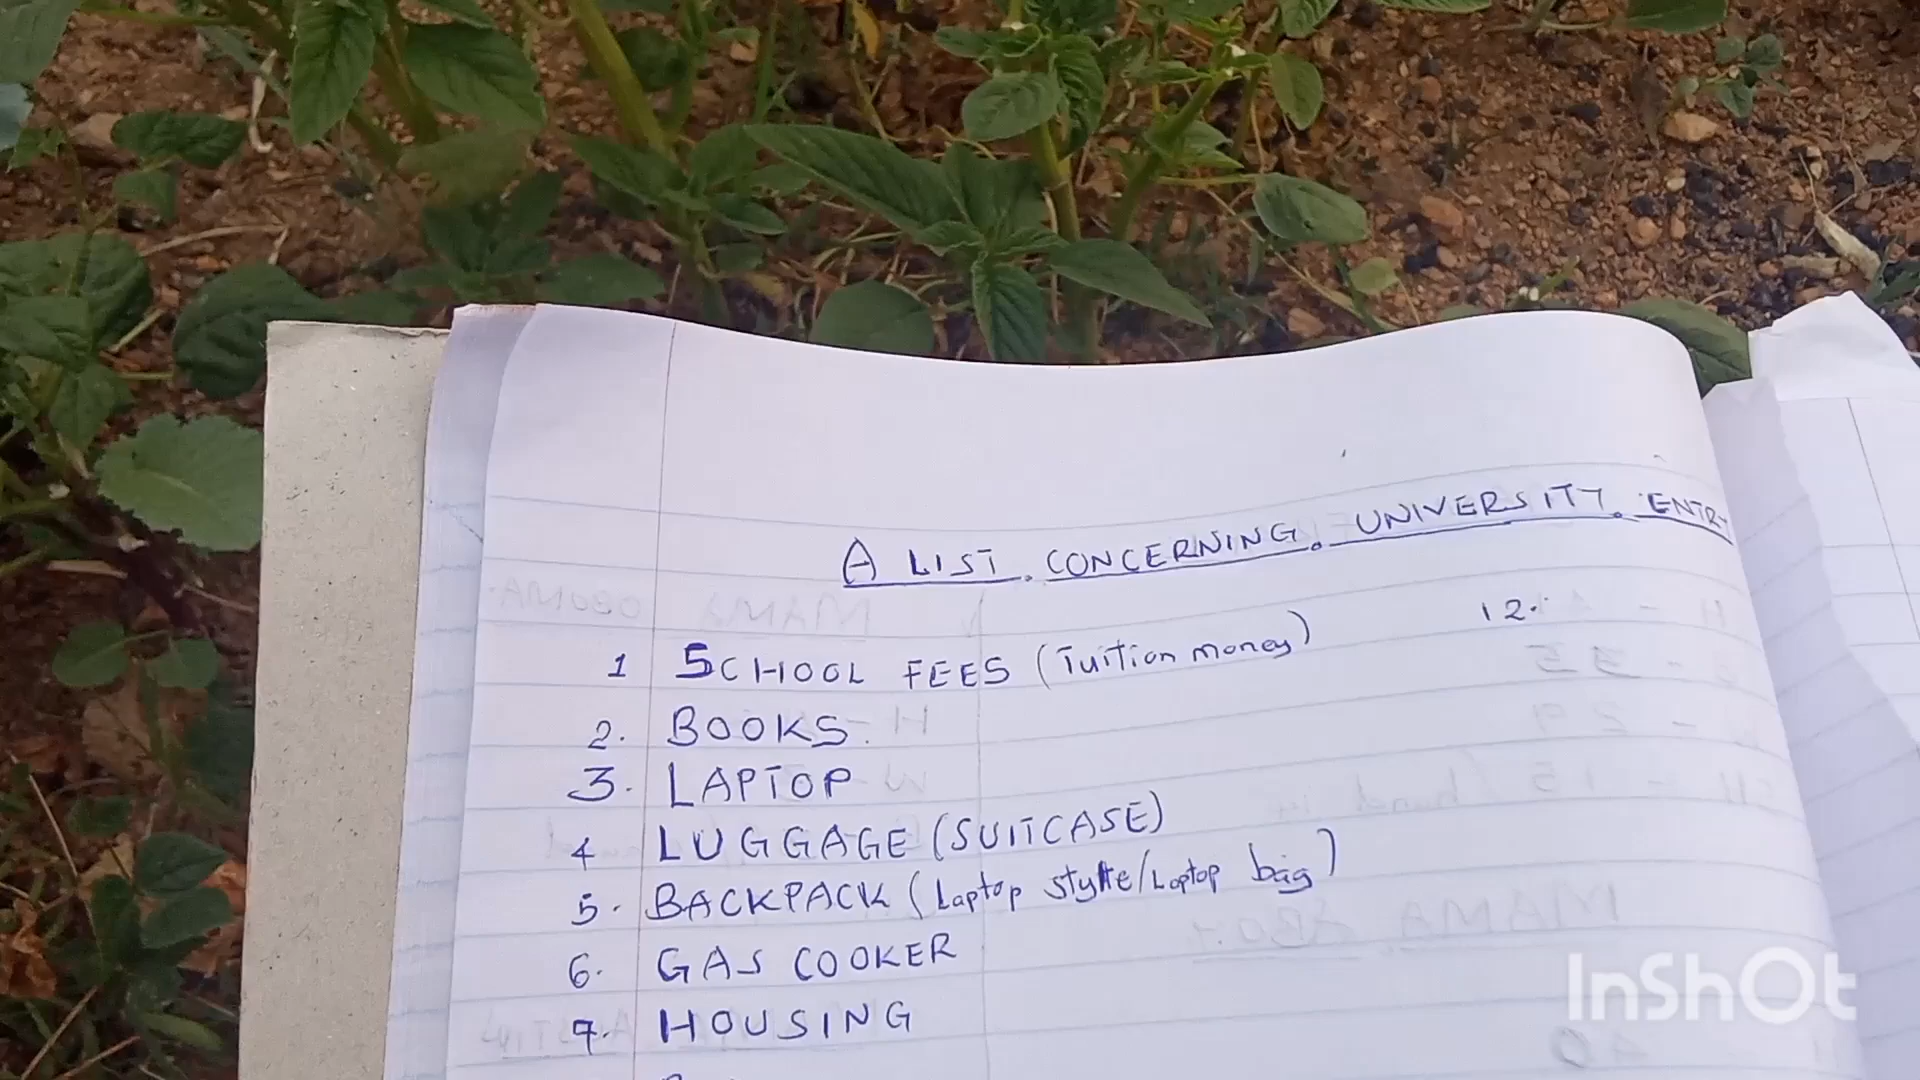 A LIST. CONCERNING. UNIVERSITY. ENTRY
1 SCHOOL FEES (Tuition money)
12.
2. BOOKS.
3. LAPTOP
4 LUGGAGE (SUITCASE)
5. BACKPACK (Laptop style/Laptop bag)
6. GAS COOKER
7. HOUSING
InShOt